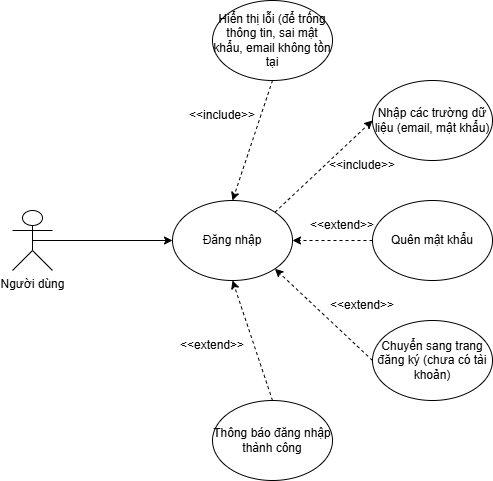 Hiển thị lỗi (để trống
thông tin, sai mật
khẩu, email không tồn
tại
<<include>>
Nhập các trường dữ
liệu (email, mật khẩu)
<<include>>
Đăng nhập
<<extend>>
Quên mật khẩu
Người dùng
<<extend>>
<<extend>>
Chuyển sang trang
đăng ký (chưa có tài
khoản)
Thông báo đăng nhập
thành công